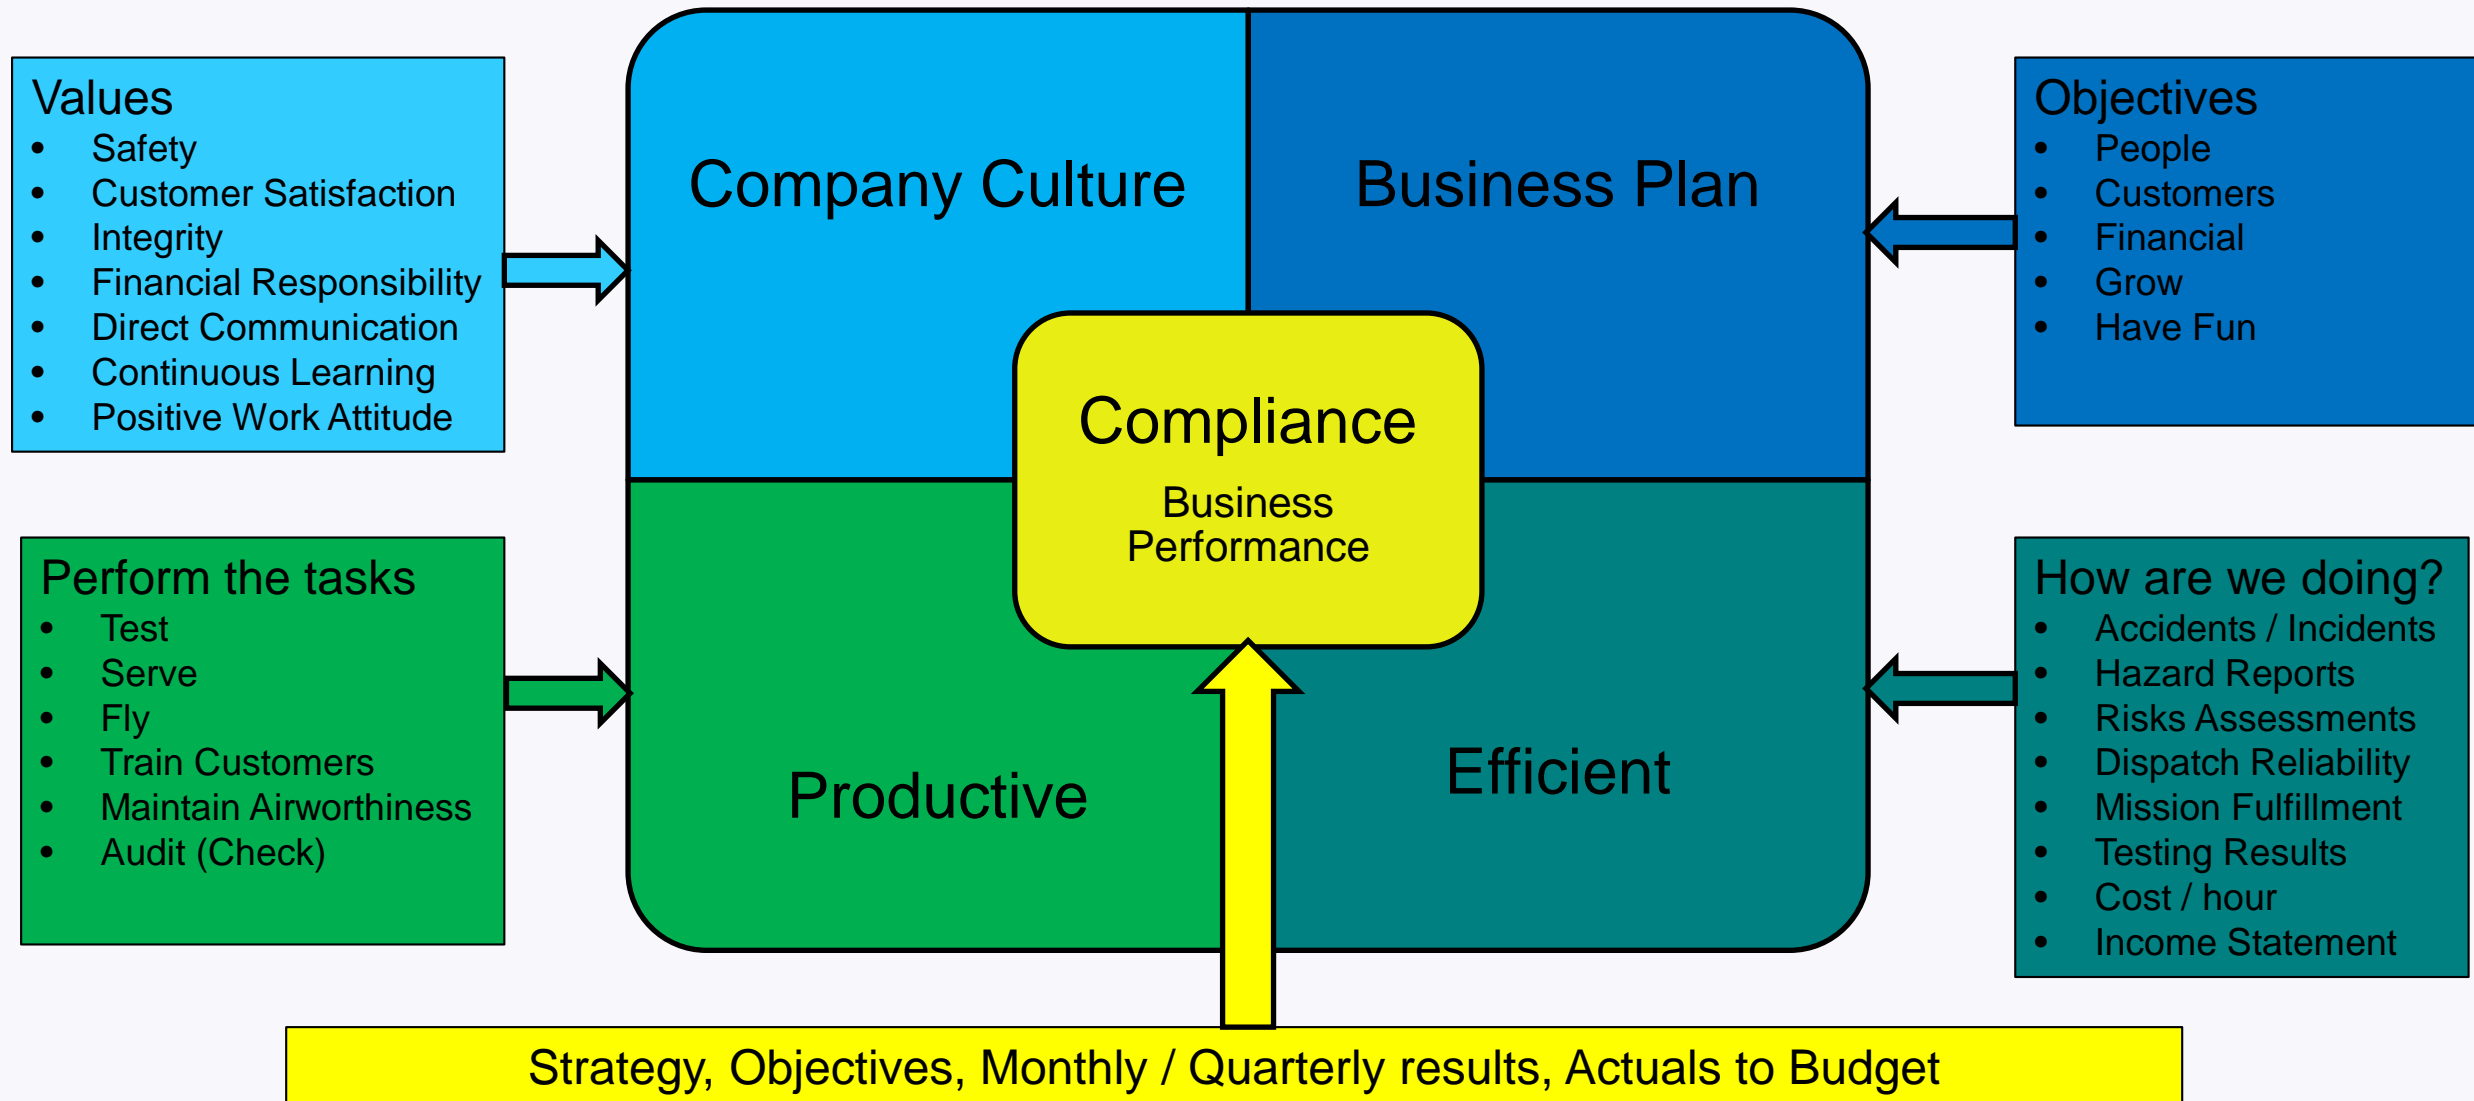 Values
• Safety
• Customer Satisfaction
• Integrity
• Financial Responsibility
• Direct Communication
• Continuous Learning
• Positive Work Attitude
Company Culture
Business Plan
Objectives
• People
• Customers
• Financial
• Grow
• Have Fun
Compliance
Business
Performance
Perform the tasks
• Test
• Serve
• Fly
• Train Customers
• Maintain Airworthiness
• Audit (Check)
Productive
Efficient
How are we doing?
• Accidents / Incidents
• Hazard Reports
• Risks Assessments
• Dispatch Reliability
• Mission Fulfillment
• Testing Results
• Cost / hour
• Income Statement
Strategy, Objectives, Monthly / Quarterly results, Actuals to Budget